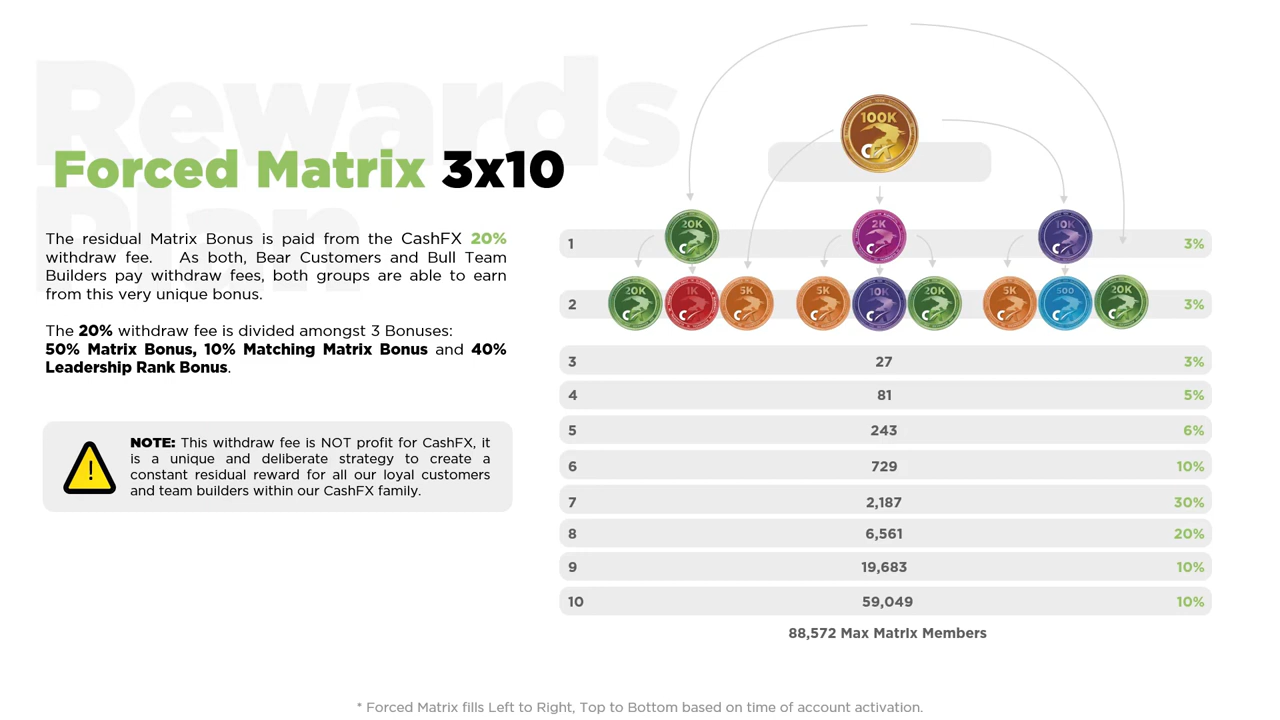 Rewards
Plan
Forced Matrix 3x10
The residual Matrix Bonus is paid from the CashFX 20%
withdraw fee. As both, Bear Customers and Bull Team
Builders pay withdraw fees, both groups are able to earn
from this very unique bonus.
The 20% withdraw fee is divided amongst 3 Bonuses:
50% Matrix Bonus, 10% Matching Matrix Bonus and 40%
Leadership Rank Bonus.
NOTE: This withdraw fee is NOT profit for CashFX, it
is a unique and deliberate strategy to create a
constant residual reward for all our loyal customers
and team builders within our CashFX family.
100K
1 20K 2K 10K 3%
2 20K 1K 5K 5K 10K 20K 5K 500 20K 3%
3 27 3%
4 81 5%
5 243 6%
6 729 10%
7 2,187 30%
8 6,561 20%
9 19,683 10%
10 59,049 10%
88,572 Max Matrix Members
* Forced Matrix fills Left to Right, Top to Bottom based on time of account activation.